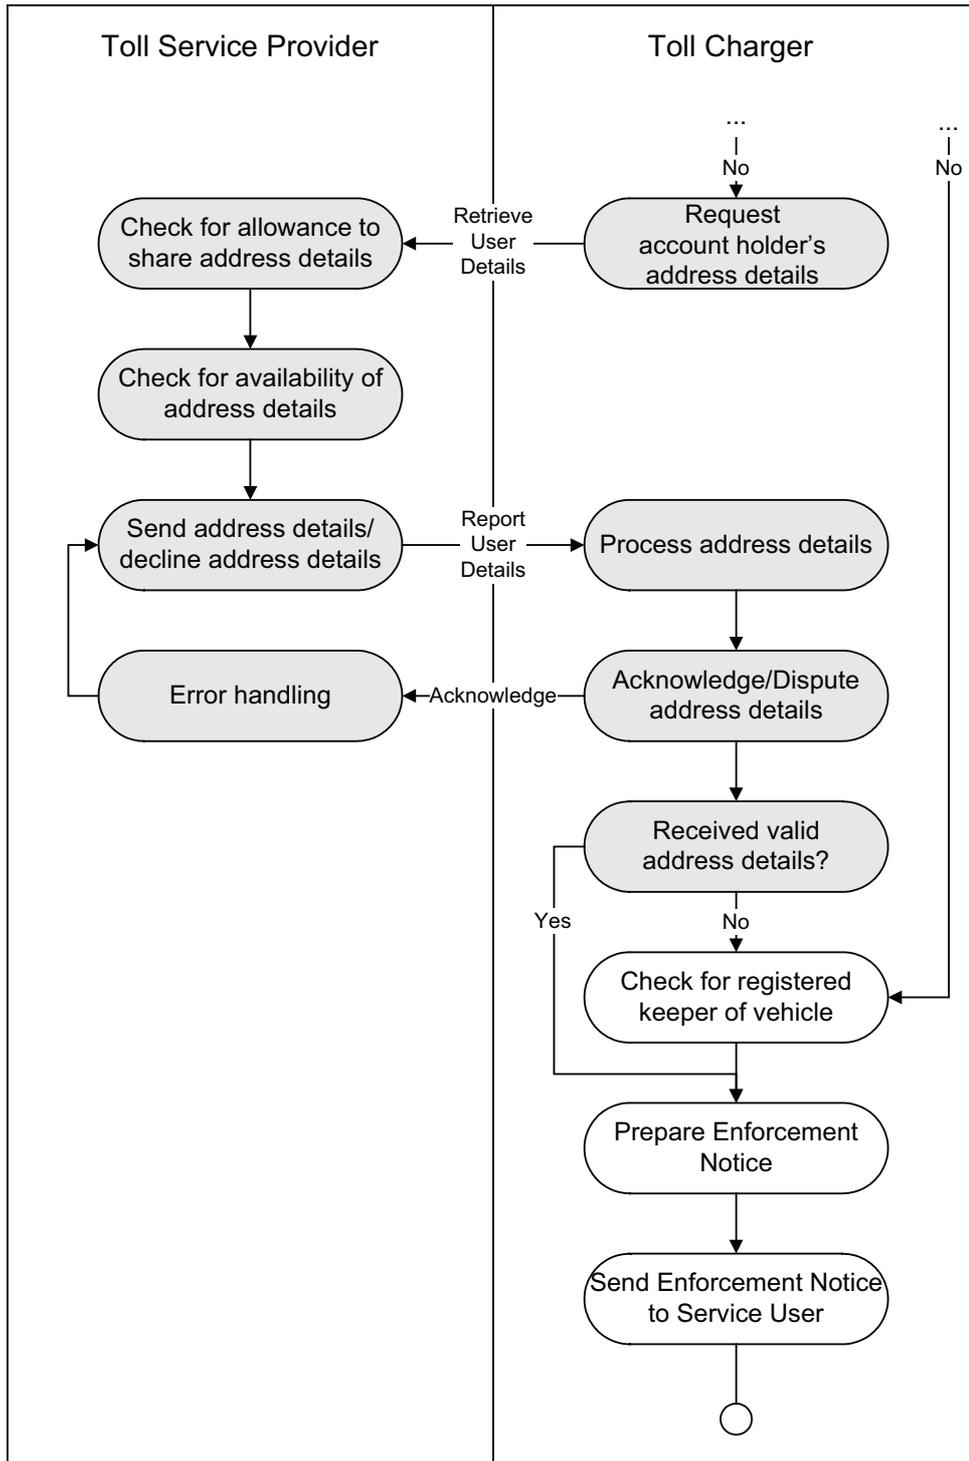 Toll Service Provider
Toll Charger
...
...
No
No
Request
account holder's
address details
Retrieve
User
Details
Check for allowance to
share address details
Check for availability of
address details
Send address details/
decline address details
Report
User
Details
Process address details
Acknowledge/Dispute
address details
Acknowledge
Error handling
Received valid
address details?
Yes
No
Check for registered
keeper of vehicle
Prepare Enforcement
Notice
Send Enforcement Notice
to Service User